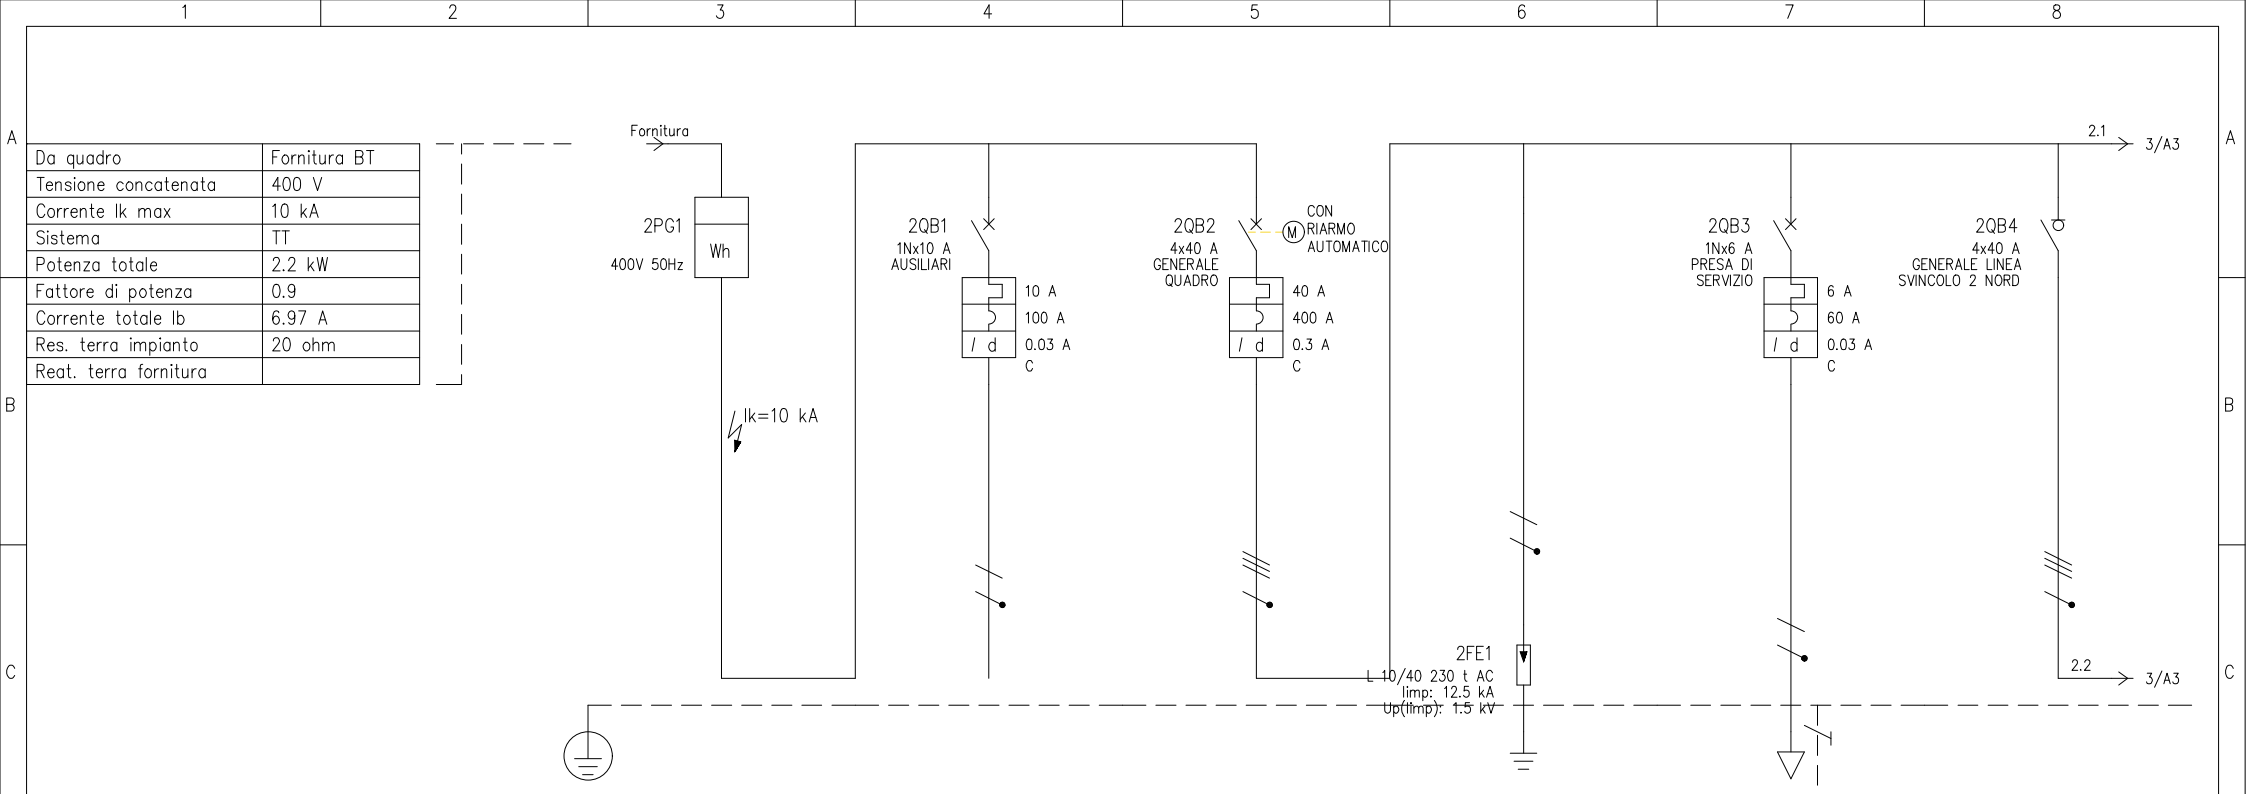 1 2 3 4 5 6 7 8
A
A
B
B
C
C
Da quadro Fornitura BT
Tensione concatenata 400 V
Corrente Ik max 10 kA
Sistema TT
Potenza totale 2.2 kW
Fattore di potenza 0.9
Corrente totale Ib 6.97 A
Res. terra impianto 20 ohm
Reat. terra fornitura
Fornitura
2PG1
400V 50Hz
Wh
Ik=10 kA
2QB1
1Nx10 A
AUSILIARI
10 A
100 A
I d 0.03 A
C
2QB2
4x40 A
GENERALE
QUADRO
M
CON
RIARMO
AUTOMATICO
40 A
400 A
I d 0.3 A
C
2FE1
L 10/40 230 t AC
Iimp: 12.5 kA
Up(Iimp): 1.5 kV
2QB3
1Nx6 A
PRESA DI
SERVIZIO
6 A
60 A
I d 0.03 A
C
2QB4
4x40 A
GENERALE LINEA
SVINCOLO 2 NORD
2.1 3/A3
2.2 3/A3